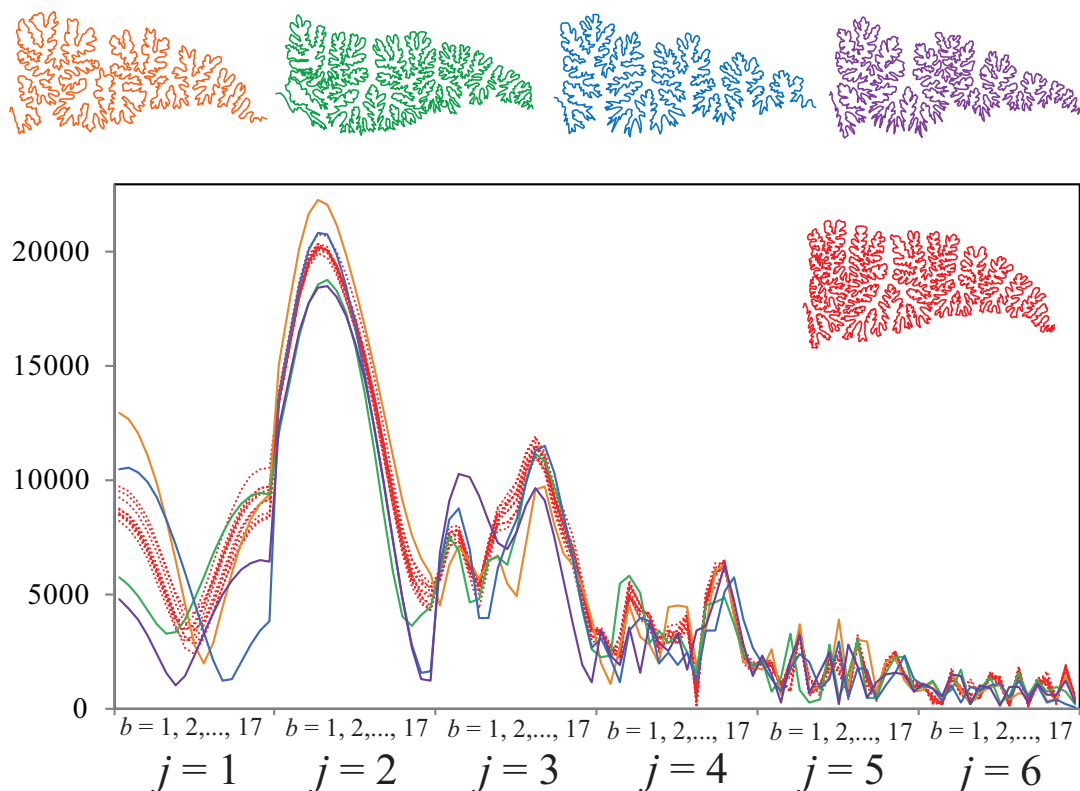 20000
15000
10000
5000
0
b = 1, 2,..., 17 b = 1, 2,..., 17 b = 1, 2,..., 17 b = 1, 2,..., 17 b = 1, 2,..., 17 b = 1, 2,..., 17
j = 1 j = 2 j = 3 j = 4 j = 5 j = 6